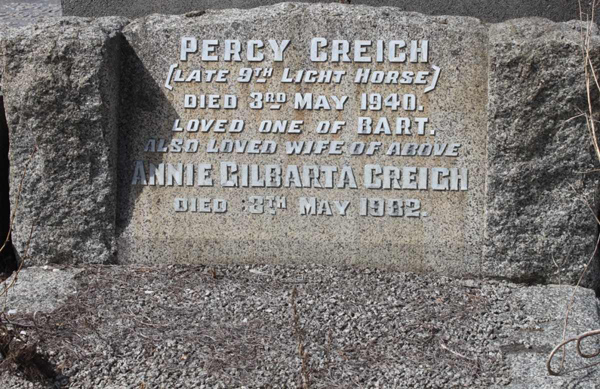 PERCY CREIGH
(LATE 9TH LIGHT HORSE)
DIED 3RD MAY 1940.
LOVED ONE OF BART.
ALSO LOVED WIFE OF ABOVE
ANNIE GILBARTA CREIGH
DIED 8TH MAY 1982.